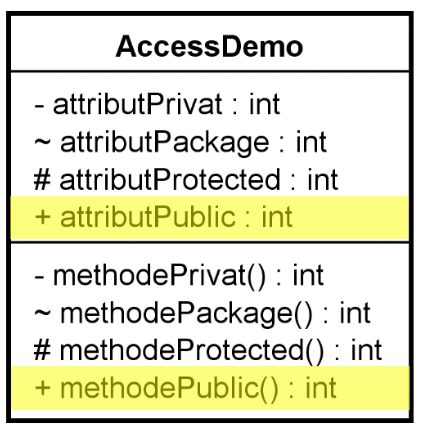 AccessDemo
- attributPrivat : int
~ attributPackage : int
# attributProtected : int
+ attributPublic : int
- methodePrivat() : int
~ methodePackage() : int
# methodeProtected() : int
+ methodePublic() : int